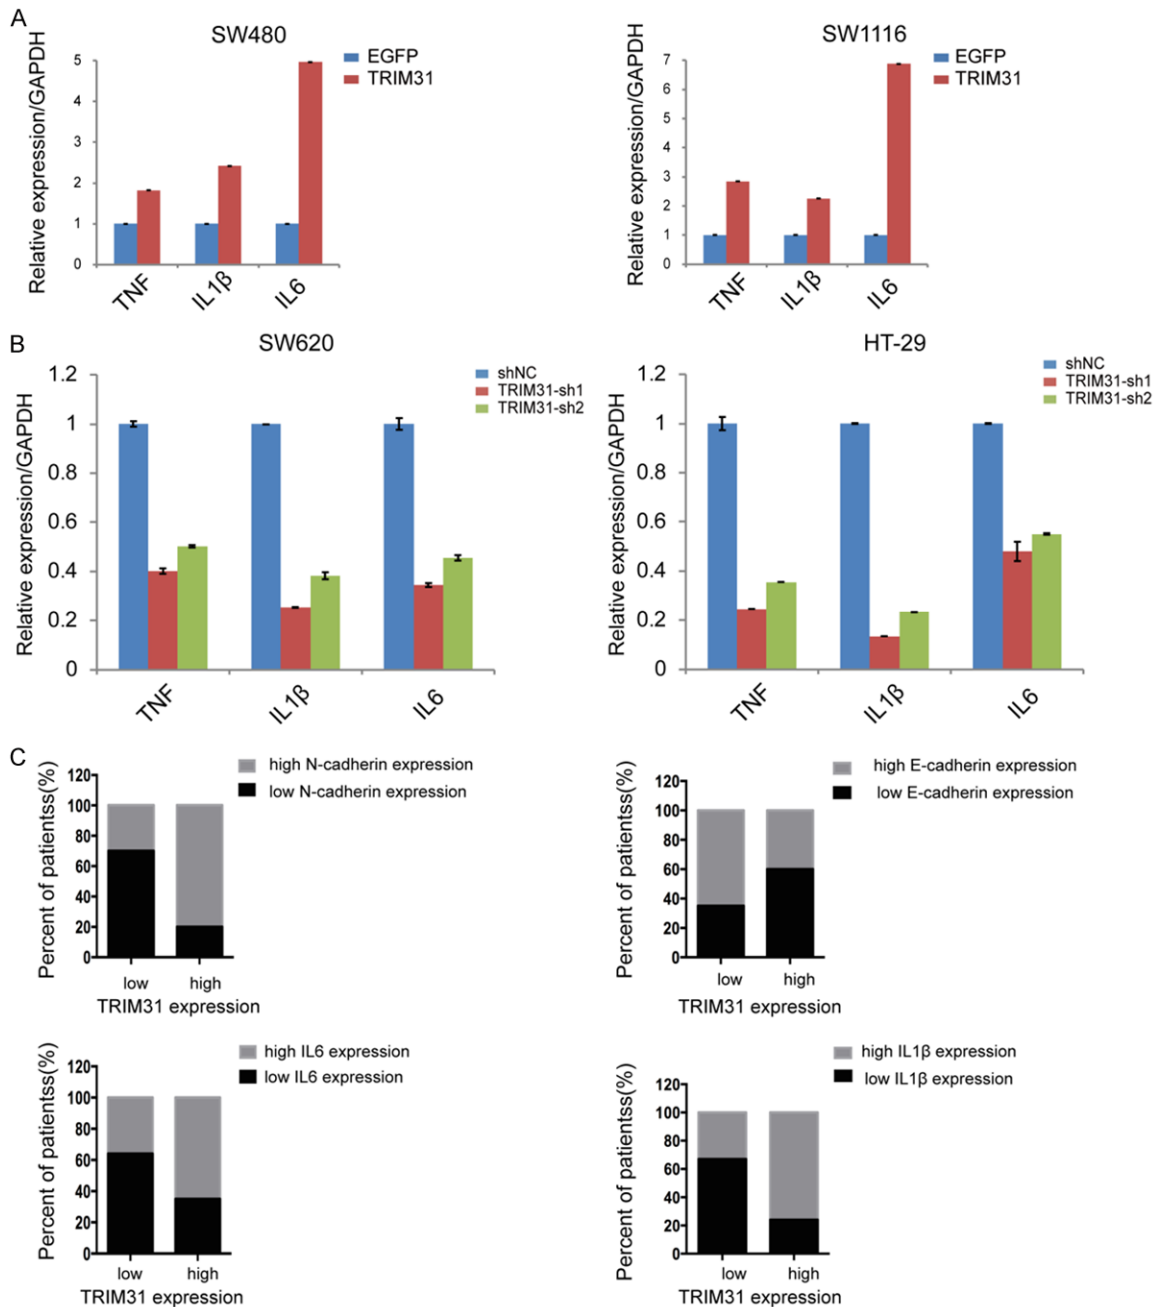 A
SW480
EGFP
TRIM31
Relative expression/GAPDH
5
4
3
2
1
0
TNF
IL1β
IL6
SW1116
EGFP
TRIM31
Relative expression/GAPDH
7
6
5
4
3
2
1
0
TNF
IL1β
IL6
B
SW620
shNC
TRIM31-sh1
TRIM31-sh2
Relative expression/GAPDH
1.2
1
0.8
0.6
0.4
0.2
0
TNF
IL1β
IL6
HT-29
shNC
TRIM31-sh1
TRIM31-sh2
Relative expression/GAPDH
1.2
1
0.8
0.6
0.4
0.2
0
TNF
IL1β
IL6
C
high N-cadherin expression
low N-cadherin expression
Percent of patientss(%)
120
100
80
60
40
20
0
low high
TRIM31 expression
high E-cadherin expression
low E-cadherin expression
Percent of patientss(%)
120
100
80
60
40
20
0
low high
TRIM31 expression
high IL6 expression
low IL6 expression
Percent of patientss(%)
120
100
80
60
40
20
0
low high
TRIM31 expression
high IL1β expression
low IL1β expression
Percent of patientss(%)
120
100
80
60
40
20
0
low high
TRIM31 expression